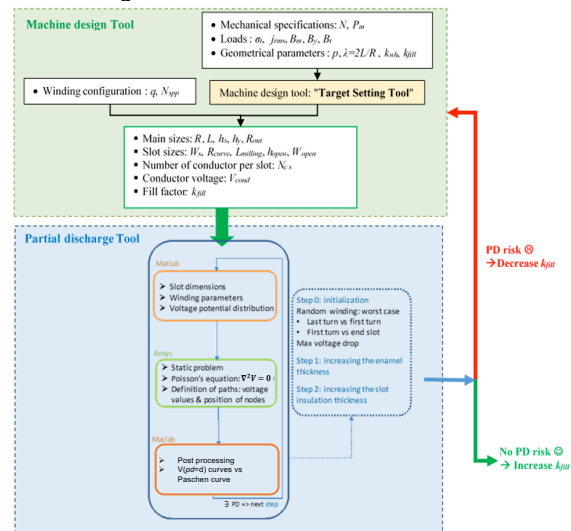 Machine design Tool
• Mechanical specifications: N, Pm
• Loads : σt, jrms, Bm, By, Bt
• Geometrical parameters : p, λ=2L/R , kwb, kfill
• Winding configuration : q, Nspp
Machine design tool: "Target Setting Tool"
▪ Main sizes: R, L, hs, hy, Rout
▪ Slot sizes: Ws, Rcurve, Lmilling, hopen, Wopen
▪ Number of conductor per slot: Ncs
▪ Conductor voltage: Vcond
▪ Fill factor: kfill
PD risk ☹
→Decrease kfill
Partial discharge Tool
Matlab
➢ Slot dimensions
➢ Winding parameters
➢ Voltage potential distribution
Ansys
➢ Static problem
➢ Poisson's equation: ∇²V = 0
➢ Definition of paths: voltage
values & position of nodes
Matlab
➢ Post processing
➢ V(pd=d) curves vs
Paschen curve
∃ PD => next step
Step 0: initialization
Random winding: worst case
• Last turn vs first turn
• First turn vs end slot
Max voltage drop
Step 1: increasing the enamel
thickness
Step 2: increasing the slot
insulation thickness
No PD risk ☺
→ Increase kfill